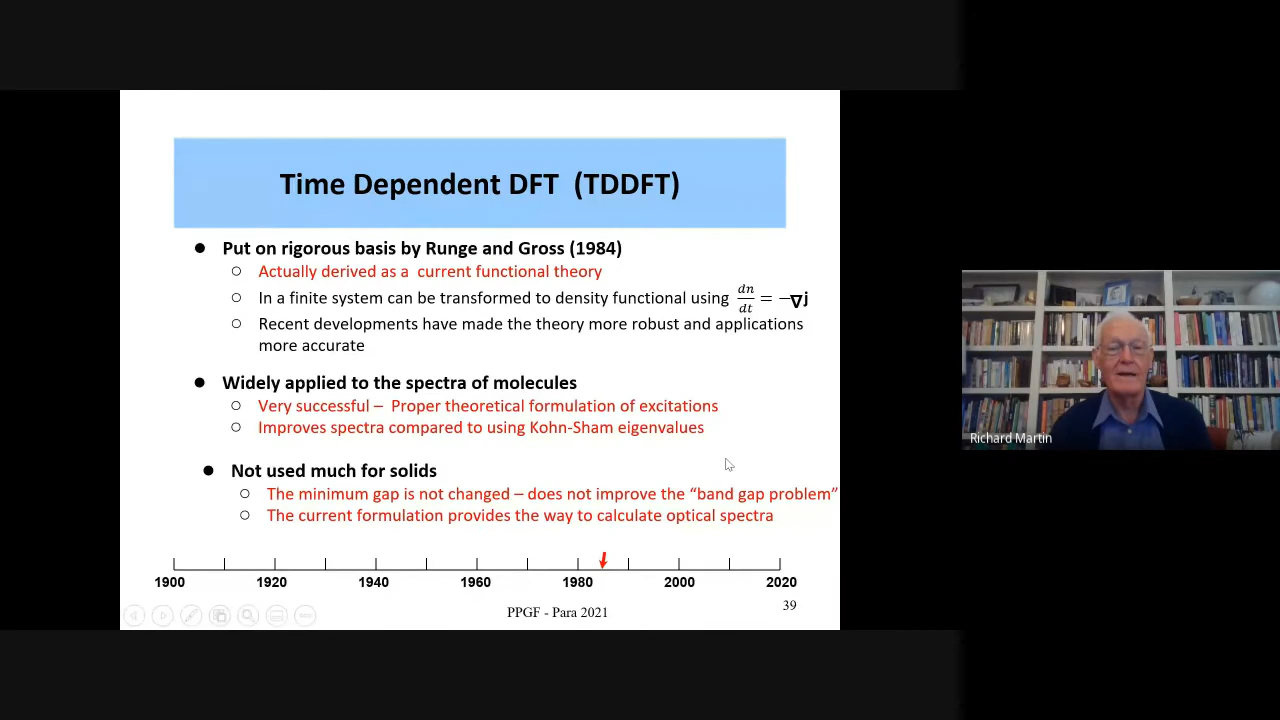 Time Dependent DFT (TDDFT)
● Put on rigorous basis by Runge and Gross (1984)
○ Actually derived as a current functional theory
○ In a finite system can be transformed to density functional using dn/dt = −∇j
○ Recent developments have made the theory more robust and applications
more accurate
● Widely applied to the spectra of molecules
○ Very successful – Proper theoretical formulation of excitations
○ Improves spectra compared to using Kohn-Sham eigenvalues
Richard Martin
● Not used much for solids
○ The minimum gap is not changed – does not improve the “band gap problem”
○ The current formulation provides the way to calculate optical spectra
1900 1920 1940 1960 1980 2000 2020
PPGF - Para 2021
39